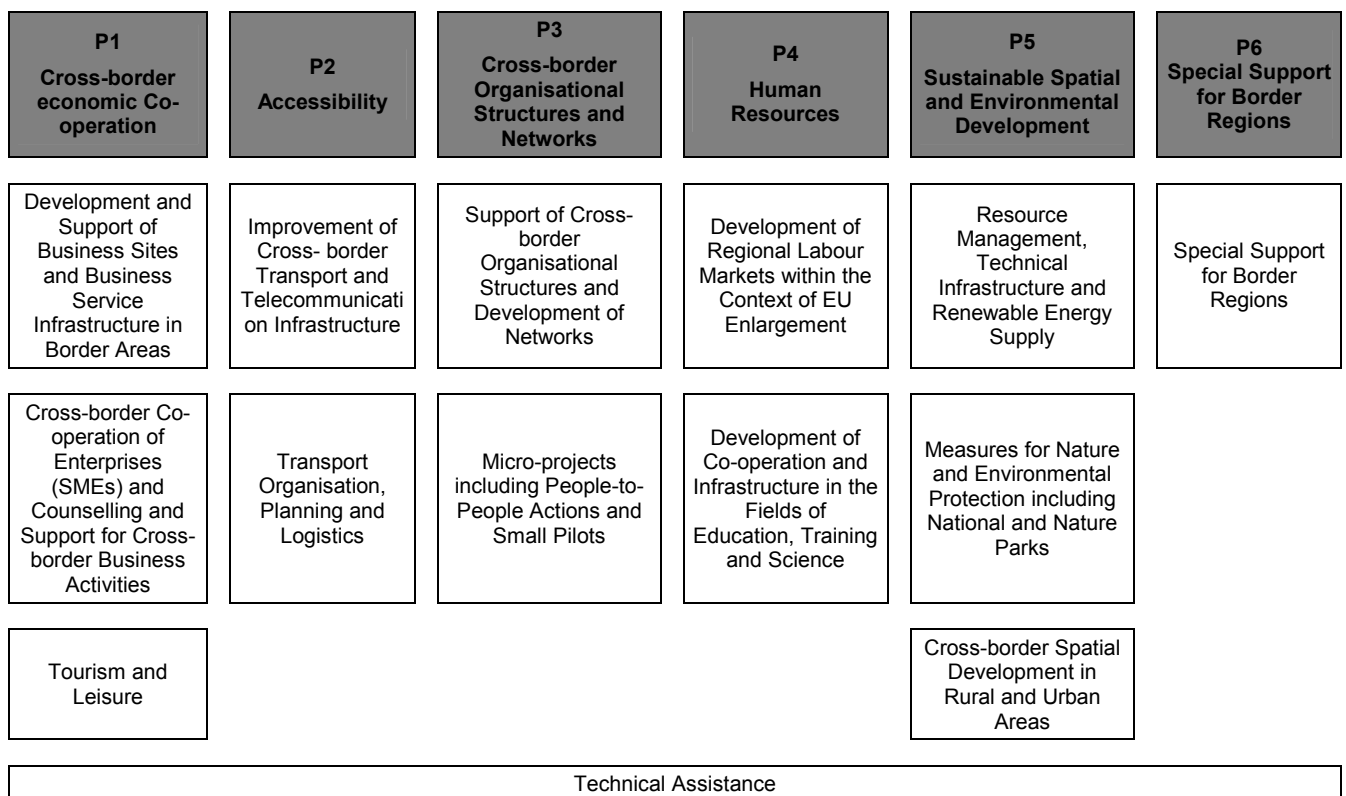 P1
Cross-border
economic Co-
operation
P2
Accessibility
P3
Cross-border
Organisational
Structures and
Networks
P4
Human
Resources
P5
Sustainable Spatial
and Environmental
Development
P6
Special Support
for Border
Regions
Development and
Support of
Business Sites
and Business
Service
Infrastructure in
Border Areas
Improvement of
Cross- border
Transport and
Telecommunicati
on Infrastructure
Support of Cross-
border
Organisational
Structures and
Development of
Networks
Development of
Regional Labour
Markets within the
Context of EU
Enlargement
Resource
Management,
Technical
Infrastructure and
Renewable Energy
Supply
Special Support
for Border
Regions
Cross-border Co-
operation of
Enterprises
(SMEs) and
Counselling and
Support for Cross-
border Business
Activities
Transport
Organisation,
Planning and
Logistics
Micro-projects
including People-to-
People Actions and
Small Pilots
Development of
Co-operation and
Infrastructure in the
Fields of
Education, Training
and Science
Measures for Nature
and Environmental
Protection including
National and Nature
Parks
Tourism and
Leisure
Cross-border Spatial
Development in
Rural and Urban
Areas
Technical Assistance